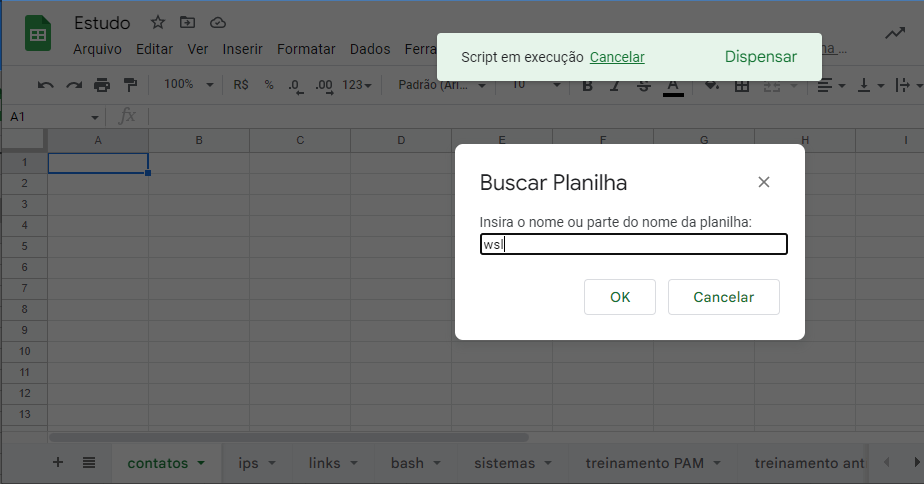 Estudo
Arquivo Editar Ver Inserir Formatar Dados Ferra
Script em execução Cancelar Dispensar
100% R$ % .0 .00 123 Padrão (Ari... 10 B I S A
A1 fx
A B C D E F G H I
1
2
3
4
5
6
7
8
9
10
11
12
13
Buscar Planilha
Insira o nome ou parte do nome da planilha:
wsl
OK Cancelar
contatos ips links bash sistemas treinamento PAM treinamento ant